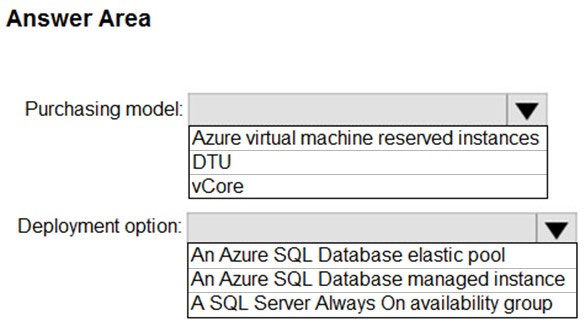 Answer Area
Purchasing model:
Azure virtual machine reserved instances
DTU
vCore
Deployment option:
An Azure SQL Database elastic pool
An Azure SQL Database managed instance
A SQL Server Always On availability group